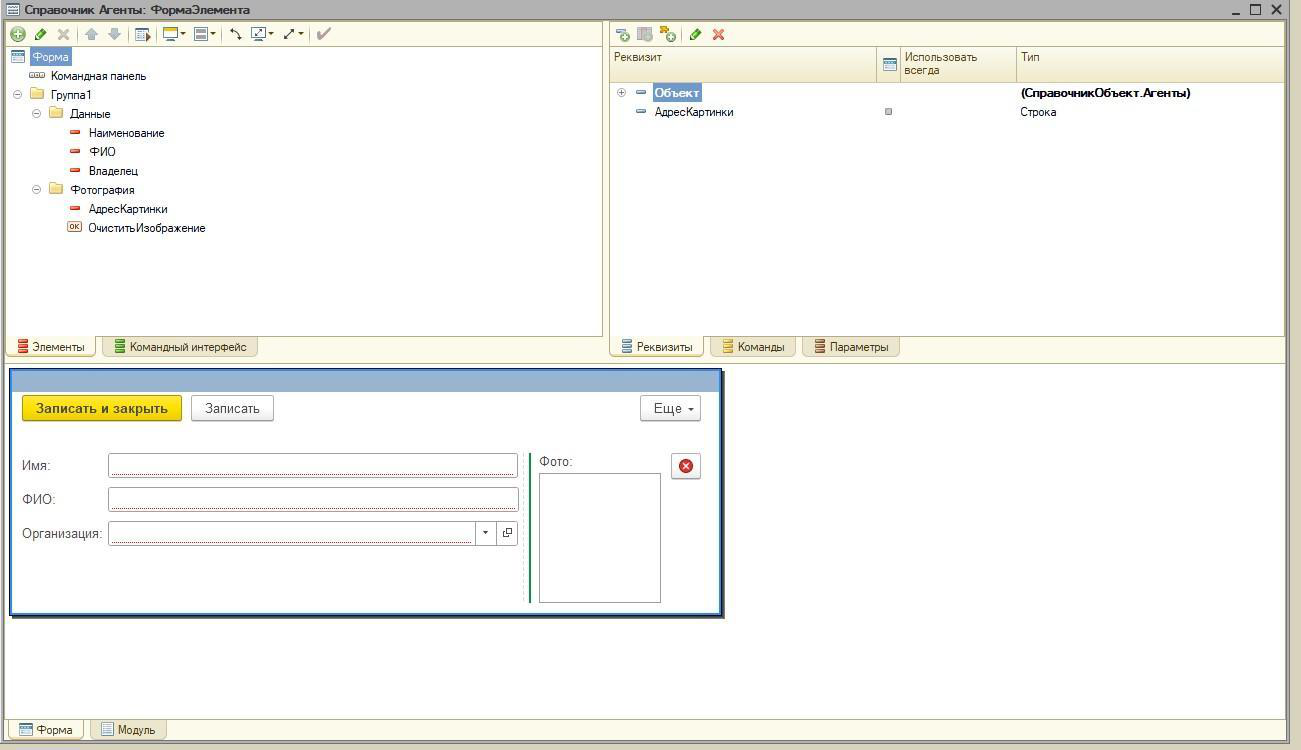 Справочник Агенты: ФормаЭлемента
Форма
Командная панель
Группа1
Данные
Наименование
ФИО
Владелец
Фотография
АдресКартинки
OK ОчиститьИзображение
Элементы Командный интерфейс
Реквизит Использовать всегда Тип
Объект (СправочникОбъект.Агенты)
АдресКартинки Строка
Реквизиты Команды Параметры
Записать и закрыть Записать Еще
Имя: Фото:
ФИО:
Организация:
Форма Модуль